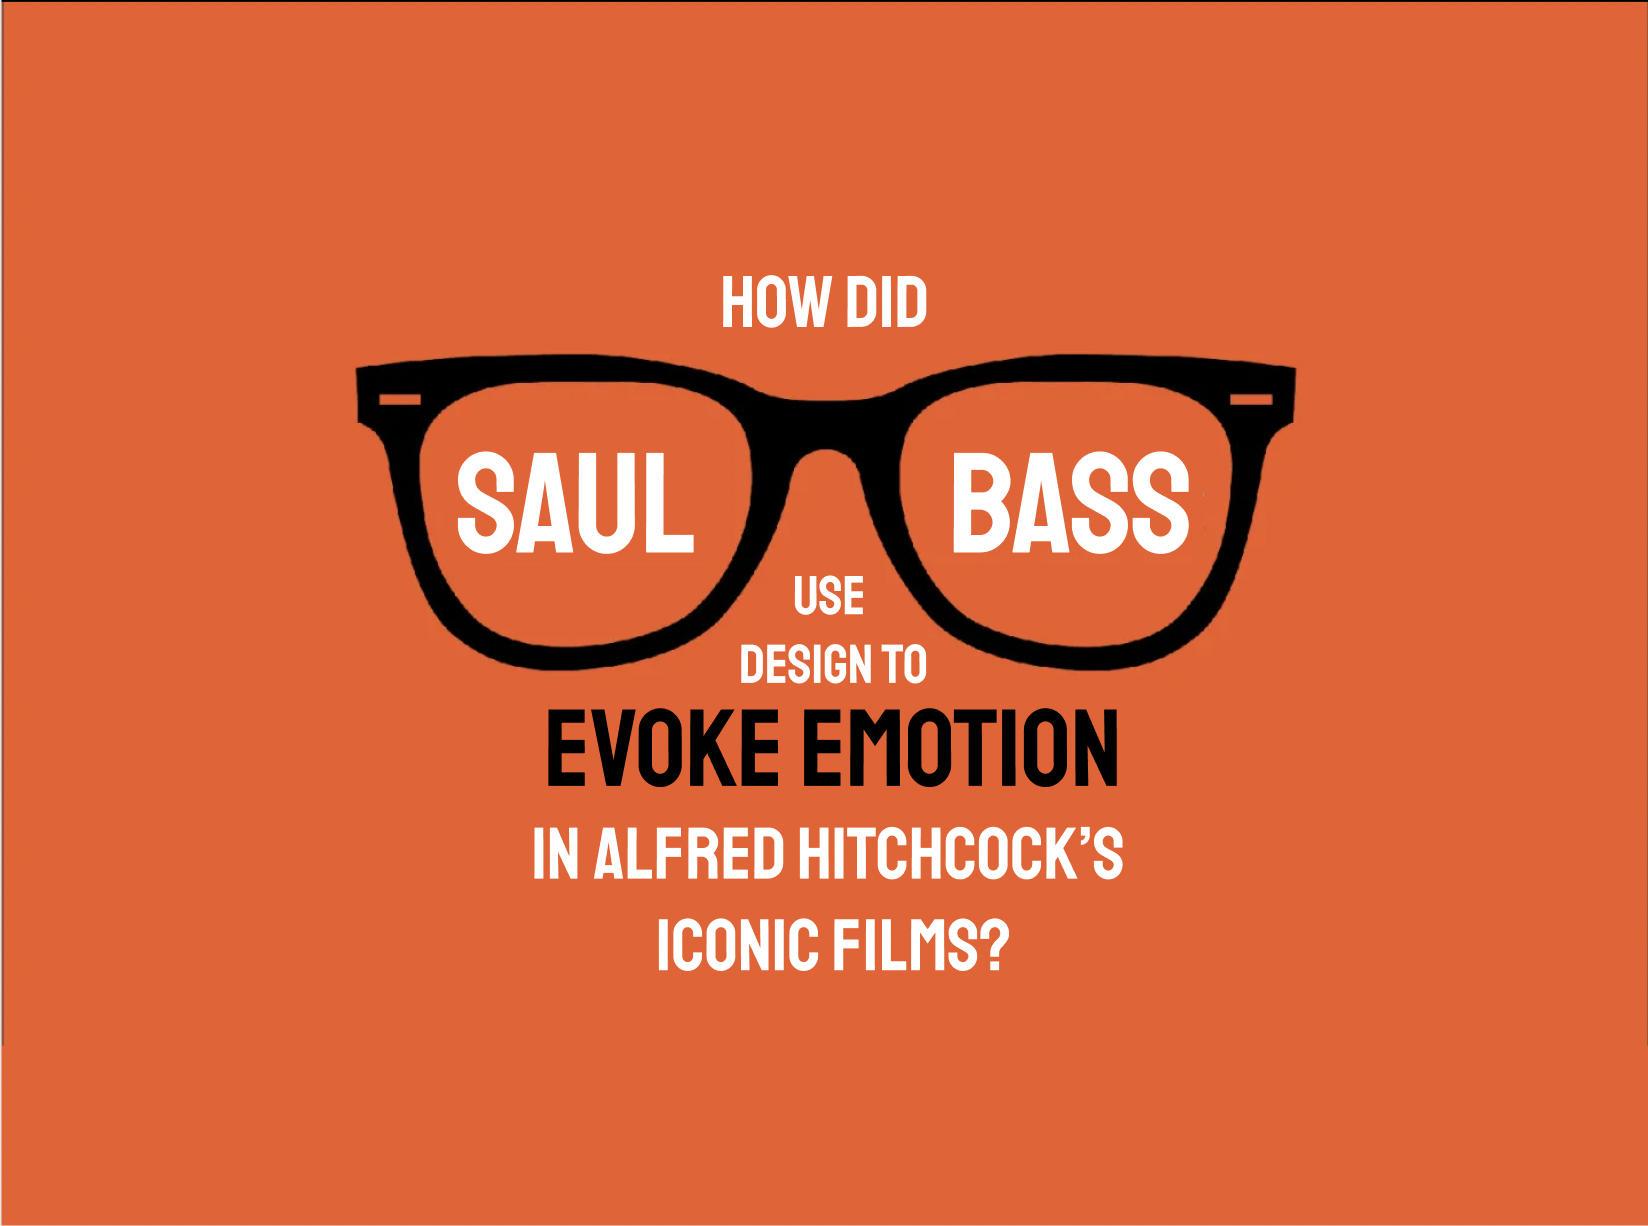 HOW DID
SAUL BASS
USE
DESIGN TO
EVOKE EMOTION
IN ALFRED HITCHCOCK’S
ICONIC FILMS?